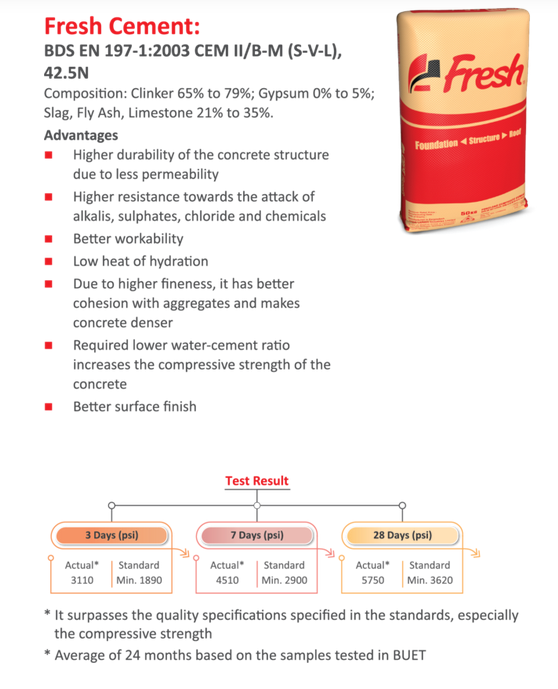 Fresh Cement:
BDS EN 197-1:2003 CEM II/B-M (S-V-L),
42.5N
Composition: Clinker 65% to 79%; Gypsum 0% to 5%;
Slag, Fly Ash, Limestone 21% to 35%.
Advantages
Higher durability of the concrete structure
due to less permeability
Higher resistance towards the attack of
alkalis, sulphates, chloride and chemicals
Better workability
Low heat of hydration
Due to higher fineness, it has better
cohesion with aggregates and makes
concrete denser
Required lower water-cement ratio
increases the compressive strength of the
concrete
Better surface finish
Fresh
Foundation ◄ Structure ► Roof
Test Result
3 Days (psi)
Actual* Standard
3110 Min. 1890
7 Days (psi)
Actual* Standard
4510 Min. 2900
28 Days (psi)
Actual* Standard
5750 Min. 3620
* It surpasses the quality specifications specified in the standards, especially
the compressive strength
* Average of 24 months based on the samples tested in BUET